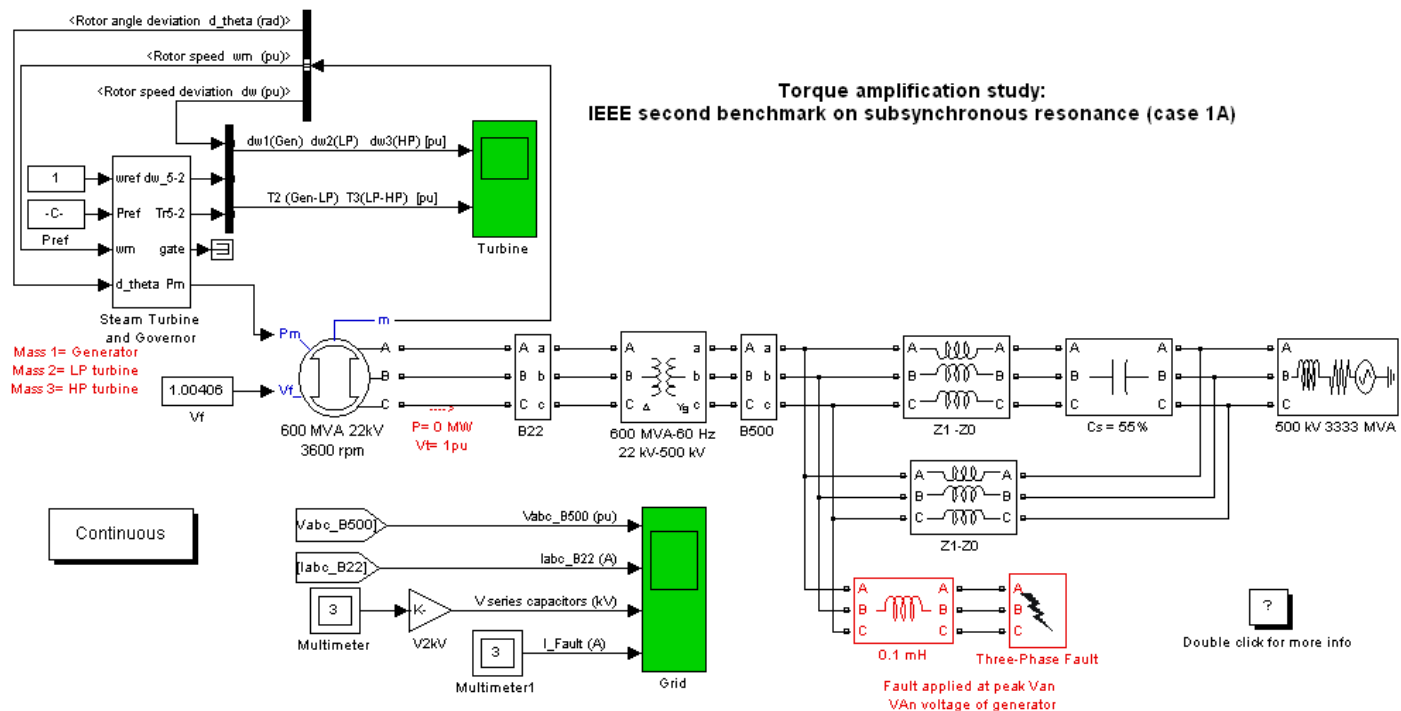 <Rotor angle deviation d_theta (rad)>
<Rotor speed wm (pu)>
<Rotor speed deviation dw (pu)>
Torque amplification study:
IEEE second benchmark on subsynchronous resonance (case 1A)
dw1(Gen) dw2(LP) dw3(HP) [pu]
T2 (Gen-LP) T3(LP-HP) [pu]
Turbine
1
-C-
Pref
wref dw_5-2
Pref Tr5-2
wm gate
d_theta Pm
Steam Turbine
and Governor
Mass 1= Generator
Mass 2= LP turbine
Mass 3= HP turbine
1.00406
Vf
Pm
Vf_
m
A
B
C
600 MVA 22kV
3600 rpm
P= 0 MW
Vt= 1pu
A a
B b
C c
B22
A a
B b
C c
Δ Yg
600 MVA-60 Hz
22 kV-500 kV
A a
B b
C c
B500
A A
B B
C C
Z1 -Z0
A A
B B
C C
Cs = 55%
A
B
C
500 kV 3333 MVA
A A
B B
C C
Z1-Z0
A A
B B
C C
0.1 mH
A
B
C
Three-Phase Fault
Fault applied at peak Van
VAn voltage of generator
Continuous
Vabc_B500]
Vabc_B500 (pu)
[Iabc_B22]
Iabc_B22 (A)
3
Multimeter
K-
V2kV
V series capacitors (kV)
3
Multimeter1
I_Fault (A)
Grid
?
Double click for more info